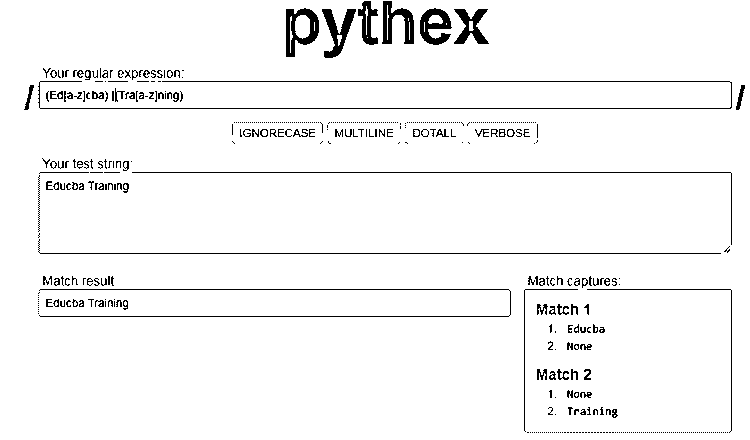 pythex
Your regular expression:
/ (Ed[a-z]cba) |(Tra[a-z]ning) /
IGNORECASE MULTILINE DOTALL VERBOSE
Your test string:
Educba Training
Match result
Educba Training
Match captures:
Match 1
1. Educba
2. None
Match 2
1. None
2. Training